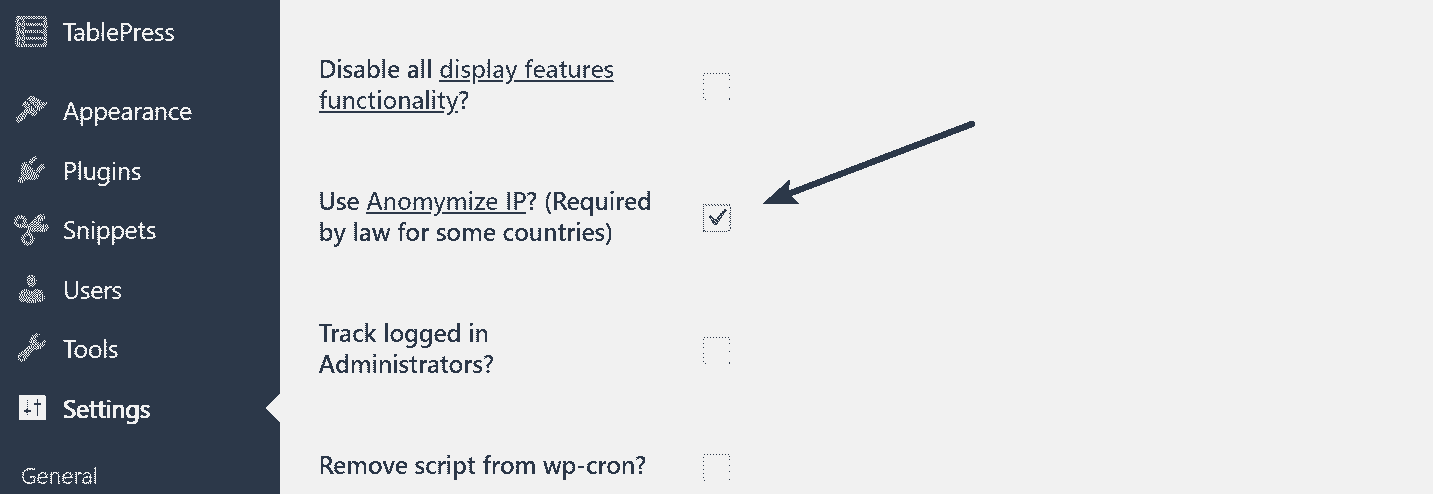 TablePress
Appearance
Plugins
Snippets
Users
Tools
Settings
General
Disable all display features
functionality?
Use Anomymize IP? (Required
by law for some countries)
Track logged in
Administrators?
Remove script from wp-cron?